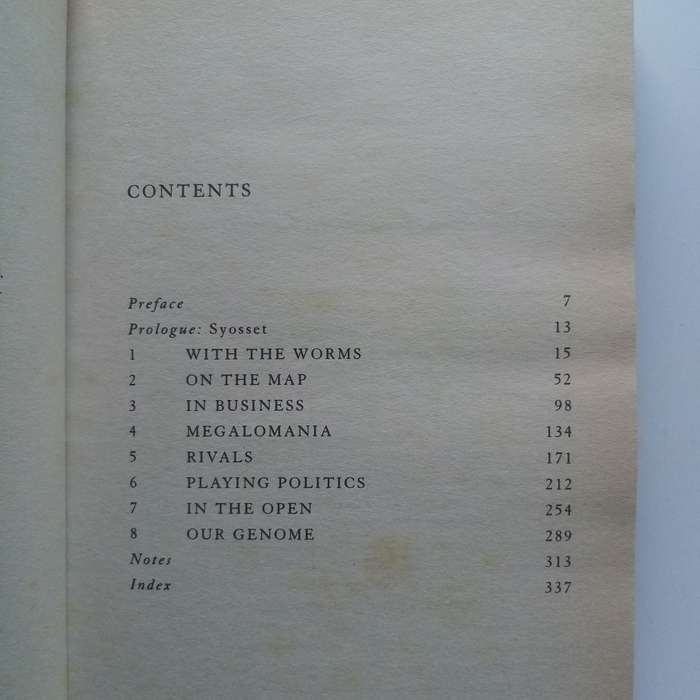 CONTENTS
Preface 7
Prologue: Syosset 13
1 WITH THE WORMS 15
2 ON THE MAP 52
3 IN BUSINESS 98
4 MEGALOMANIA 134
5 RIVALS 171
6 PLAYING POLITICS 212
7 IN THE OPEN 254
8 OUR GENOME 289
Notes 313
Index 337